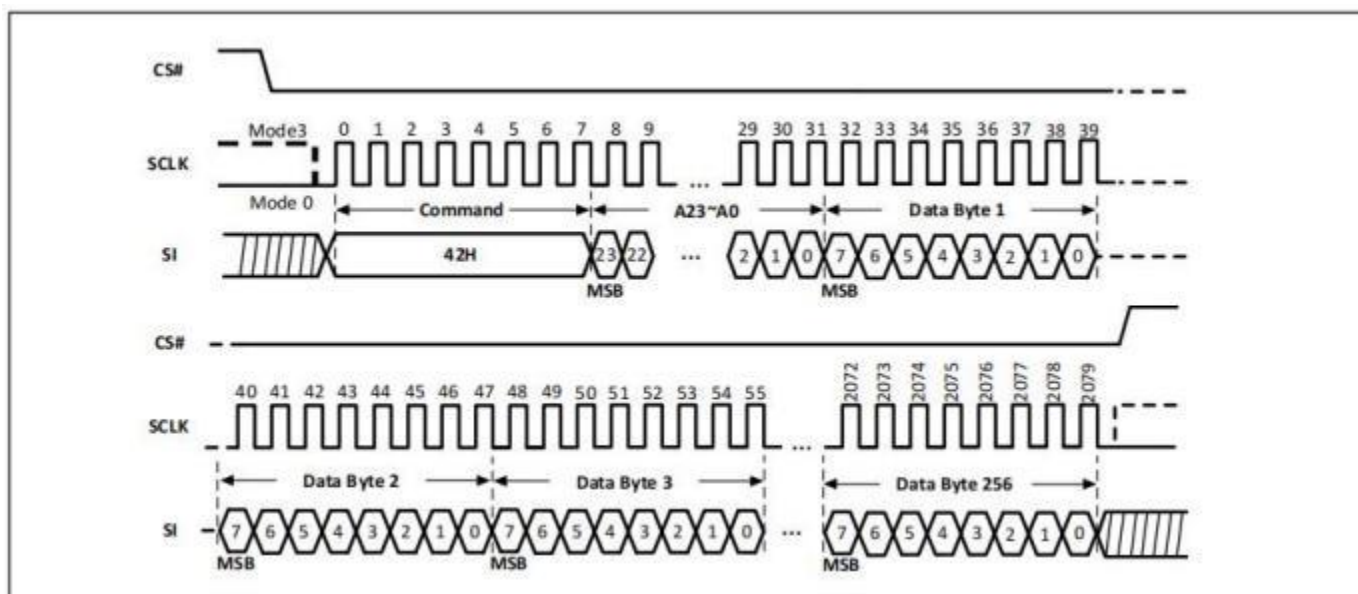 CS#
Mode3 0 1 2 3 4 5 6 7 8 9 29 30 31 32 33 34 35 36 37 38 39
SCLK ...
Mode 0 Command A23~A0 Data Byte 1
SI 42H 23 22 ... 2 1 0 7 6 5 4 3 2 1 0
MSB MSB
CS#
40 41 42 43 44 45 46 47 48 49 50 51 52 53 54 55 2072 2073 2074 2075 2076 2077 2078 2079
SCLK ...
Data Byte 2 Data Byte 3 Data Byte 256
SI 7 6 5 4 3 2 1 0 7 6 5 4 3 2 1 0 ... 7 6 5 4 3 2 1 0
MSB MSB MSB